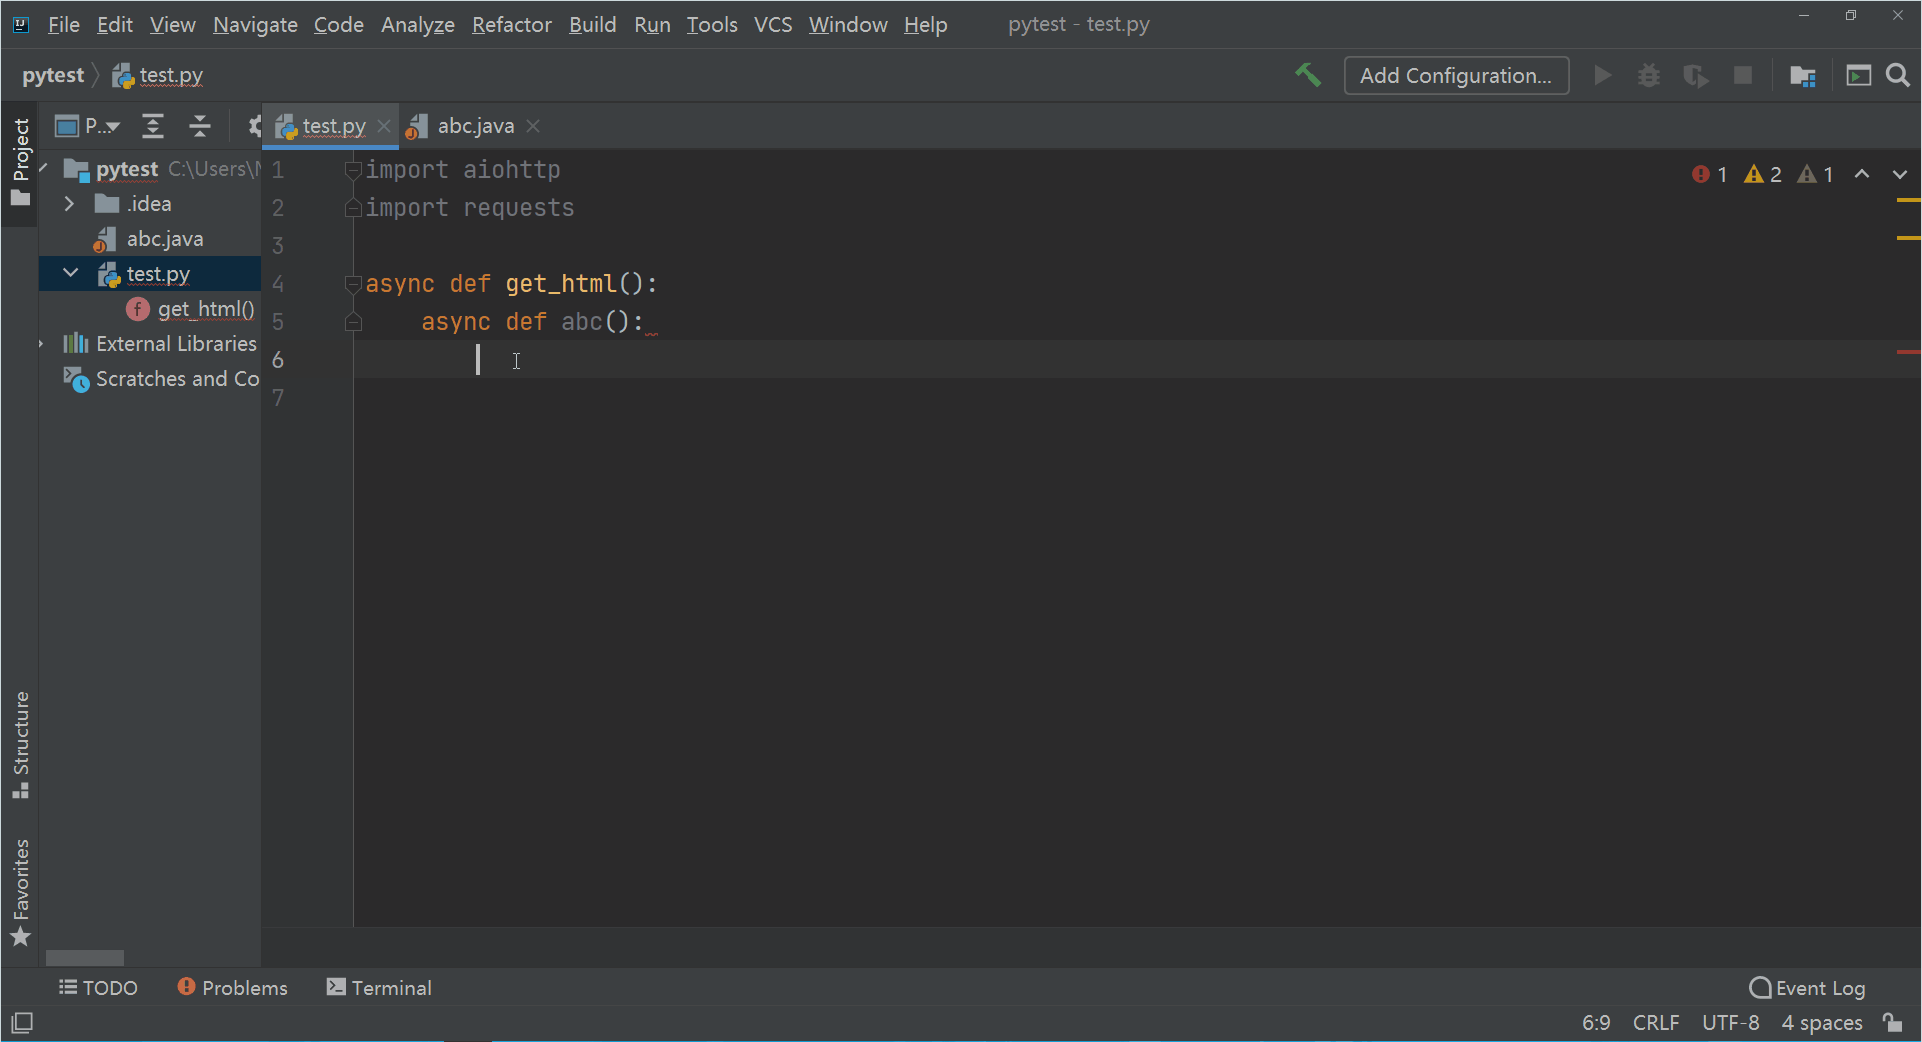 File Edit View Navigate Code Analyze Refactor Build Run Tools VCS Window Help pytest - test.py
pytest test.py
Add Configuration...
Project
P...
test.py
abc.java
pytest C:\Users\
.idea
abc.java
test.py
get_html()
External Libraries
Scratches and Co
1 import aiohttp
2 import requests
3
4 async def get_html():
5 async def abc():
6
7
1 2 1
Structure
Favorites
TODO Problems Terminal
Event Log
6:9 CRLF UTF-8 4 spaces